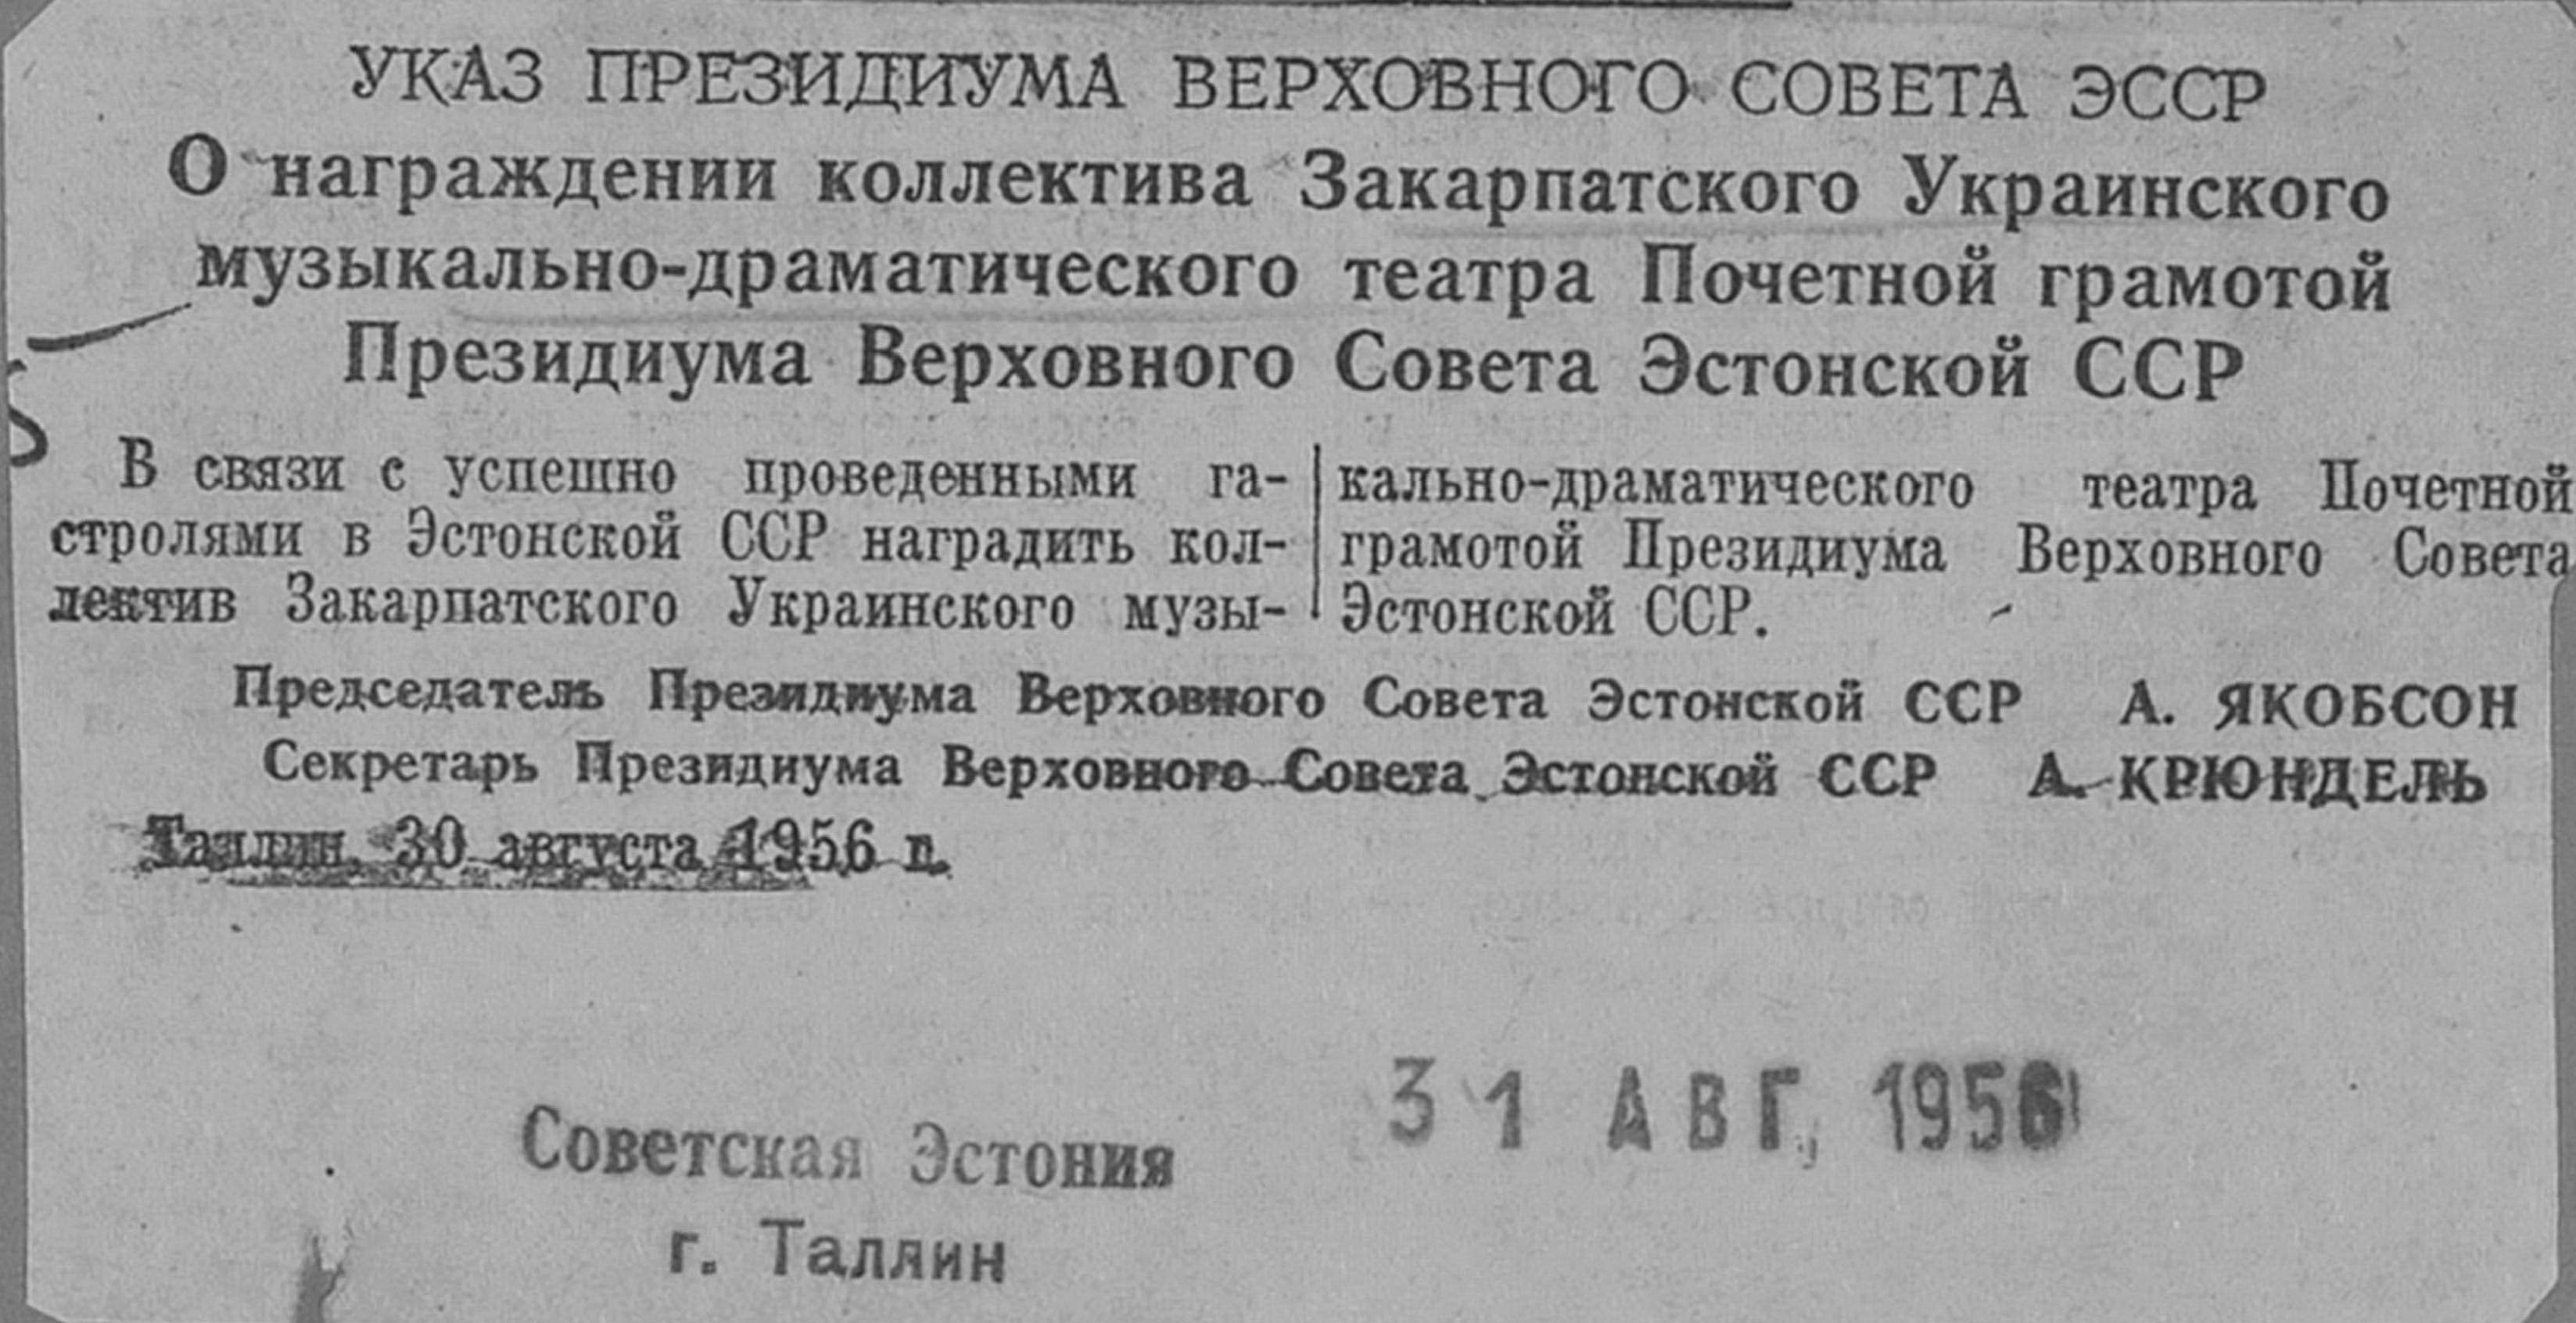 УКАЗ ПРЕЗИДИУМА ВЕРХОВНОГО СОВЕТА ЭССР
О награждении коллектива Закарпатского Украинского
музыкально-драматического театра Почетной грамотой
Президиума Верховного Совета Эстонской ССР
В связи с успешно проведенными га-
стролями в Эстонской ССР наградить кол-
лектив Закарпатского Украинского музы-
кально-драматического театра Почетной
грамотой Президиума Верховного Совета
Эстонской ССР.
Председатель Президиума Верховного Совета Эстонской ССР А. ЯКОБСОН
Секретарь Президиума Верховного Совета Эстонской ССР А. КРЮНДЕЛЬ
Таллин, 30 августа 1956 г.
31 АВГ. 1956
Советская Эстония
г. Таллин